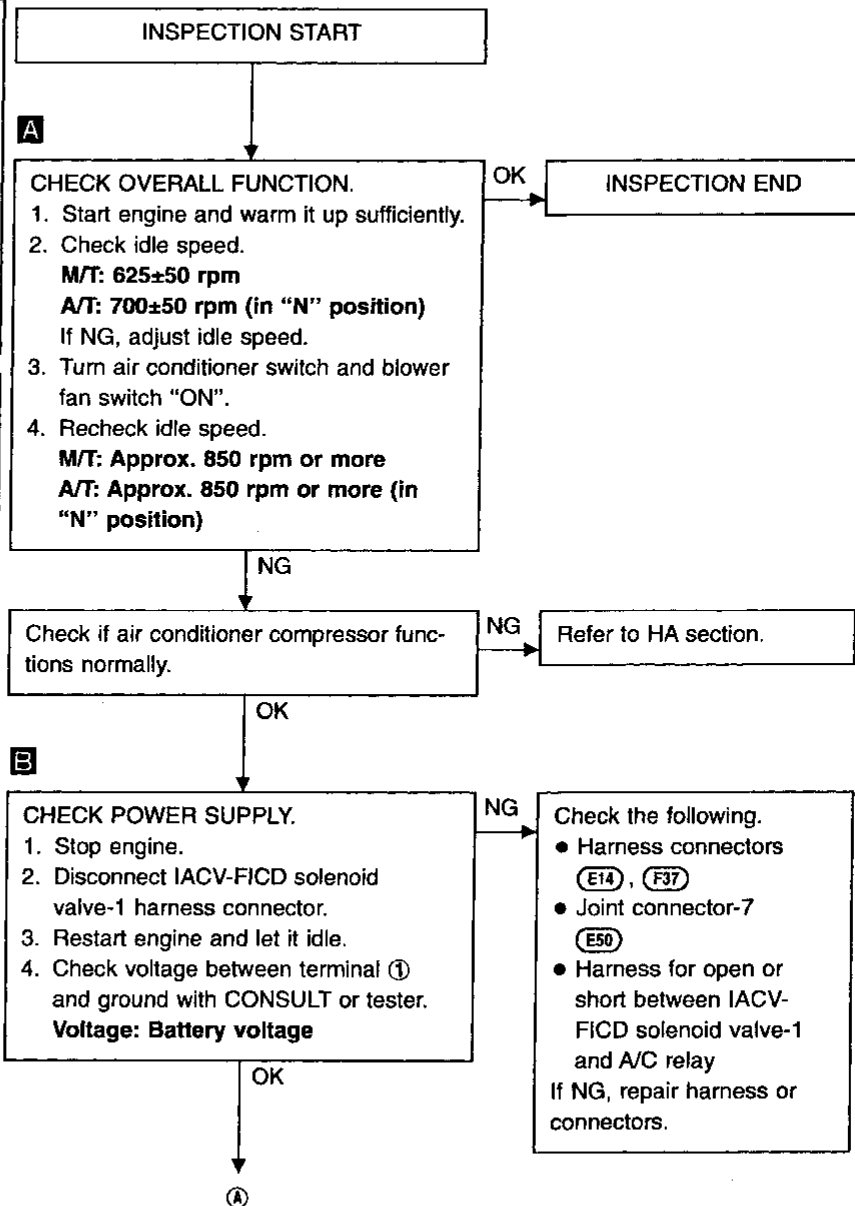 INSPECTION START
A
CHECK OVERALL FUNCTION.
1. Start engine and warm it up sufficiently.
2. Check idle speed.
M/T: 625±50 rpm
A/T: 700±50 rpm (in “N” position)
If NG, adjust idle speed.
3. Turn air conditioner switch and blower
fan switch “ON”.
4. Recheck idle speed.
M/T: Approx. 850 rpm or more
A/T: Approx. 850 rpm or more (in
“N” position)
OK
INSPECTION END
NG
Check if air conditioner compressor func-
tions normally.
NG
Refer to HA section.
OK
B
CHECK POWER SUPPLY.
1. Stop engine.
2. Disconnect IACV-FICD solenoid
valve-1 harness connector.
3. Restart engine and let it idle.
4. Check voltage between terminal ①
and ground with CONSULT or tester.
Voltage: Battery voltage
NG
Check the following.
● Harness connectors
E14, F37
● Joint connector-7
E50
● Harness for open or
short between IACV-
FICD solenoid valve-1
and A/C relay
If NG, repair harness or
connectors.
OK
Ⓐ